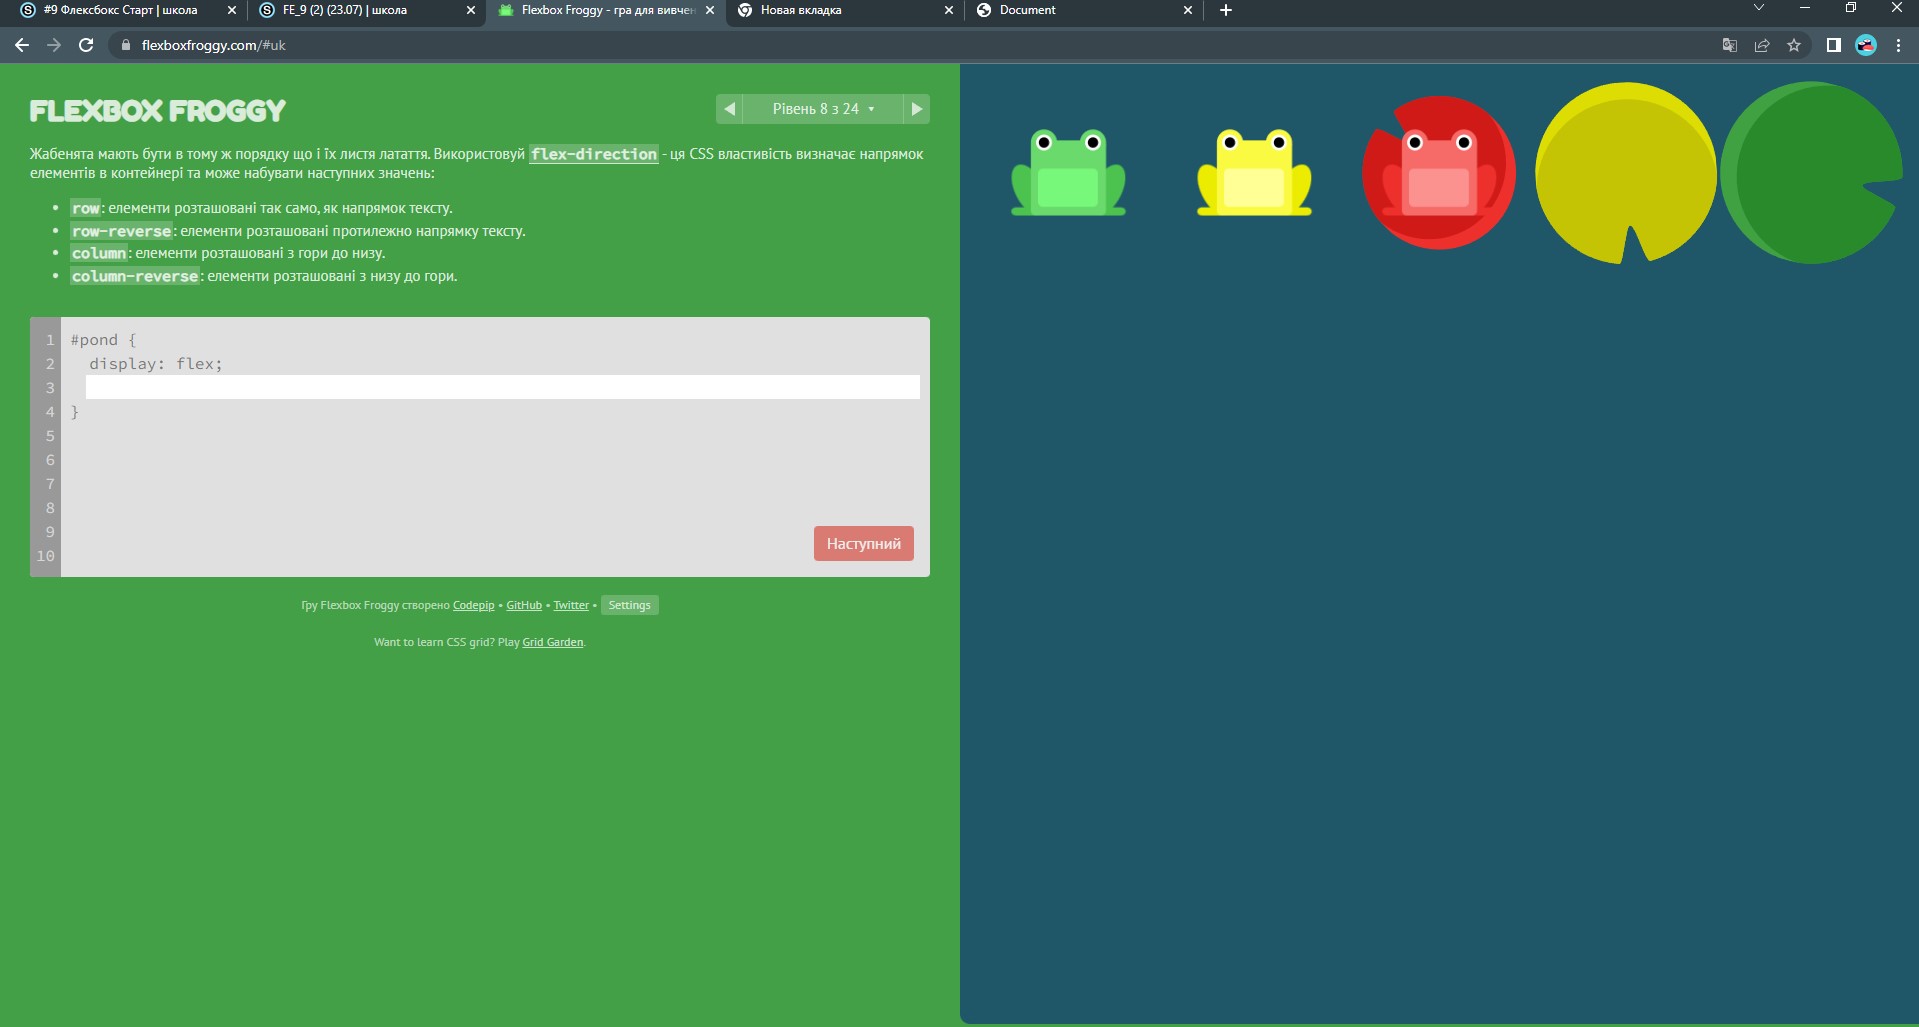 #9 Флексбокс Старт | школа
FE_9 (2) (23.07) | школа
Flexbox Froggy - гра для вивчен
Новая вкладка
Document
flexboxfroggy.com/#uk
FLEXBOX FROGGY
Рівень 8 з 24
Жабенята мають бути в тому ж порядку що і їх листя латаття. Використовуй flex-direction - ця CSS властивість визначає напрямок
елементів в контейнері та може набувати наступних значень:
• row: елементи розташовані так само, як напрямок тексту.
• row-reverse: елементи розташовані протилежно напрямку тексту.
• column: елементи розташовані з гори до низу.
• column-reverse: елементи розташовані з низу до гори.
1 #pond {
2 display: flex;
3
4 }
5
6
7
8
9
10
Наступний
Гру Flexbox Froggy створено Codepip • GitHub • Twitter • Settings
Want to learn CSS grid? Play Grid Garden.